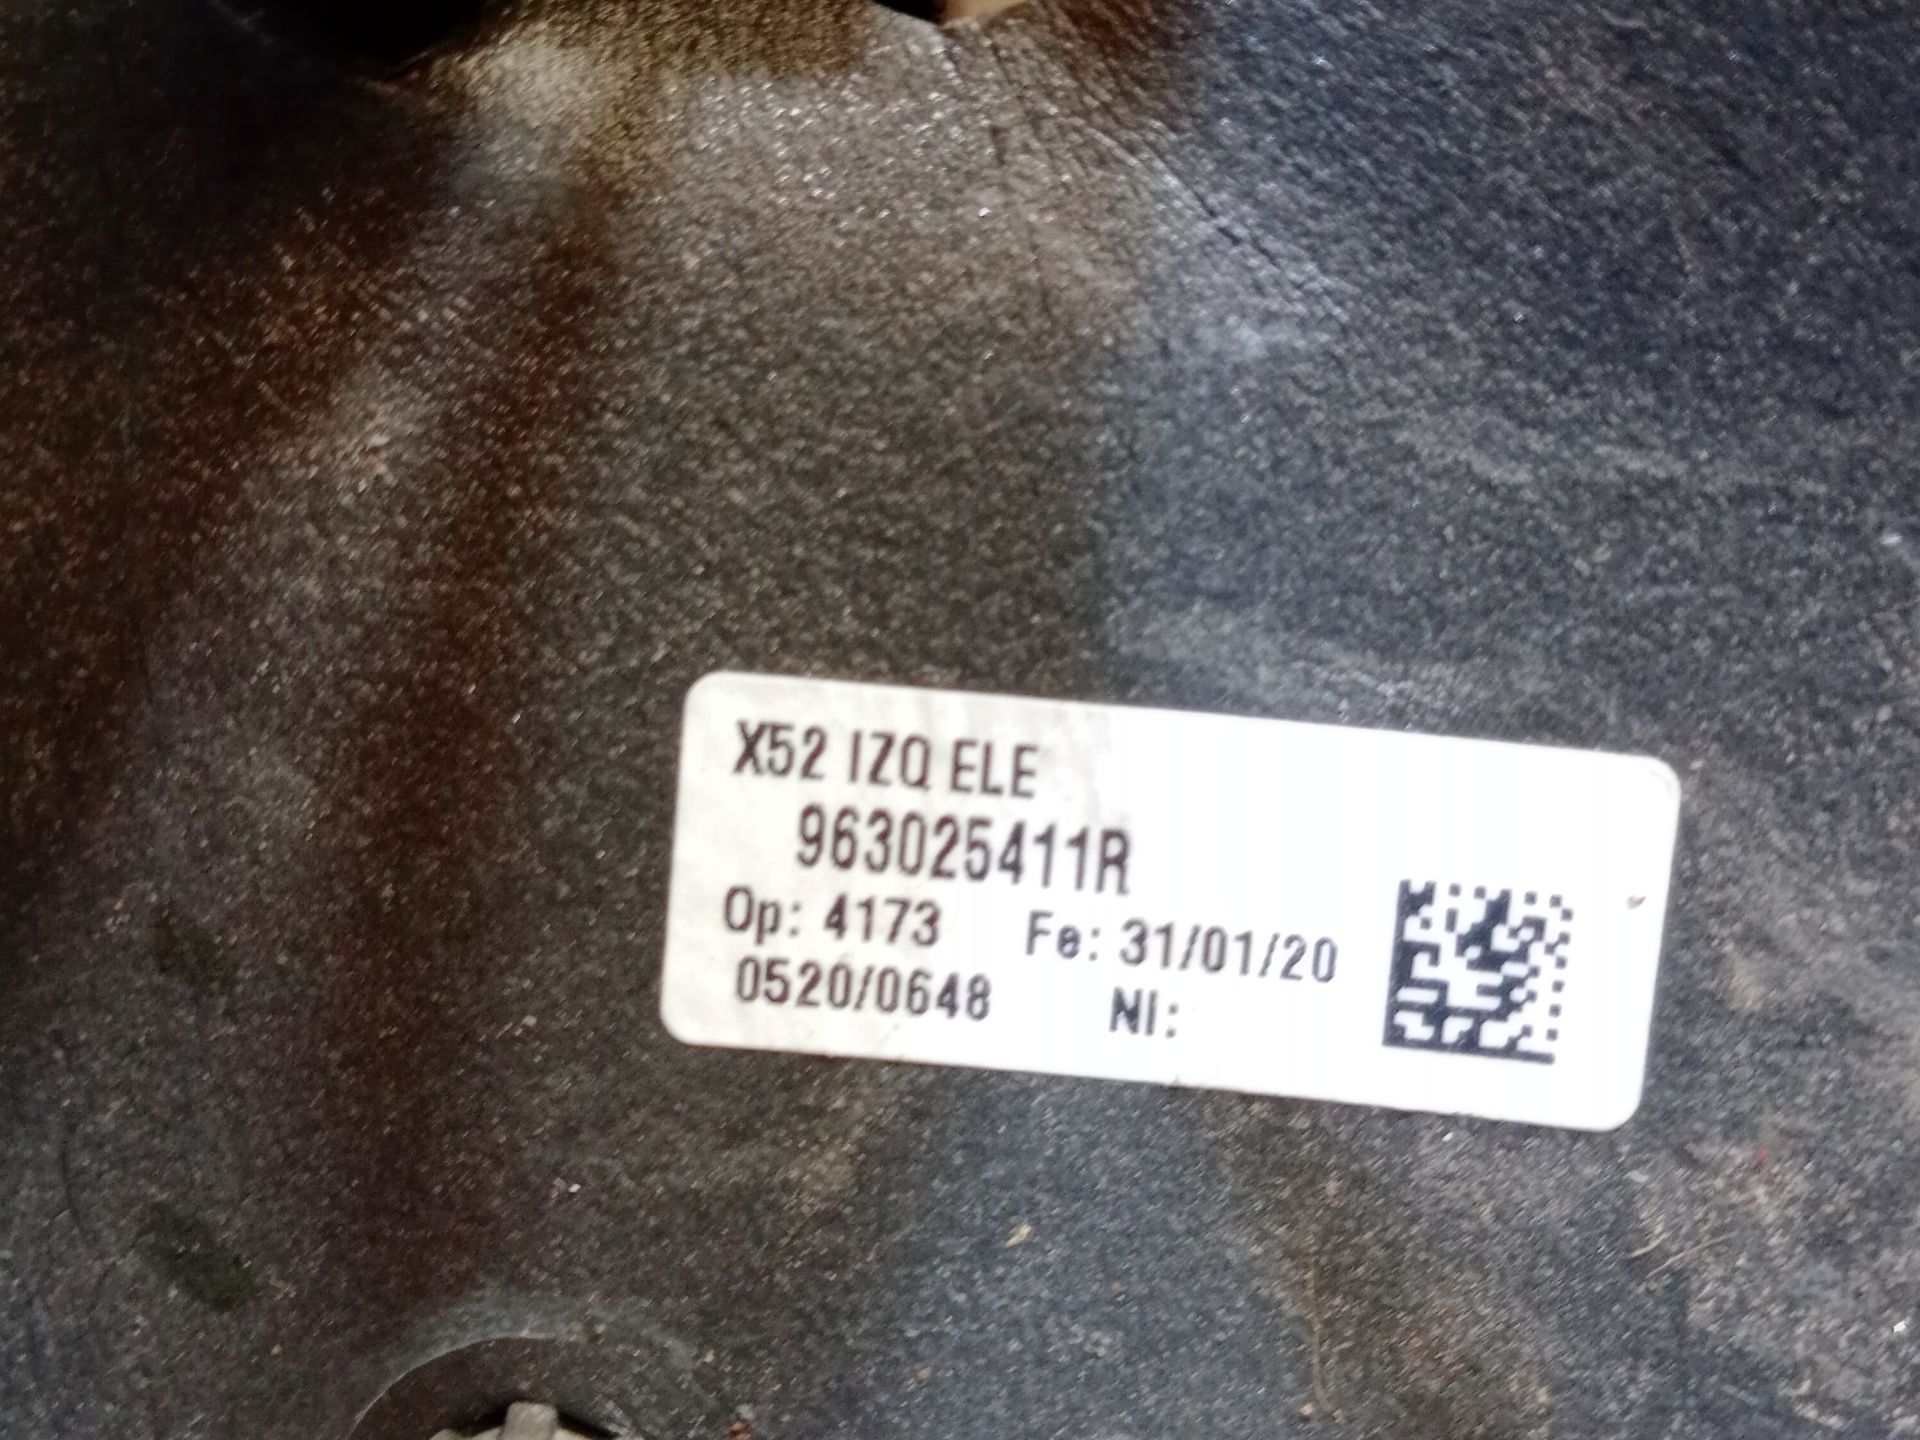 X52 IZQ ELE
963025411R
Op: 4173 Fe: 31/01/20
0520/0648 NI: